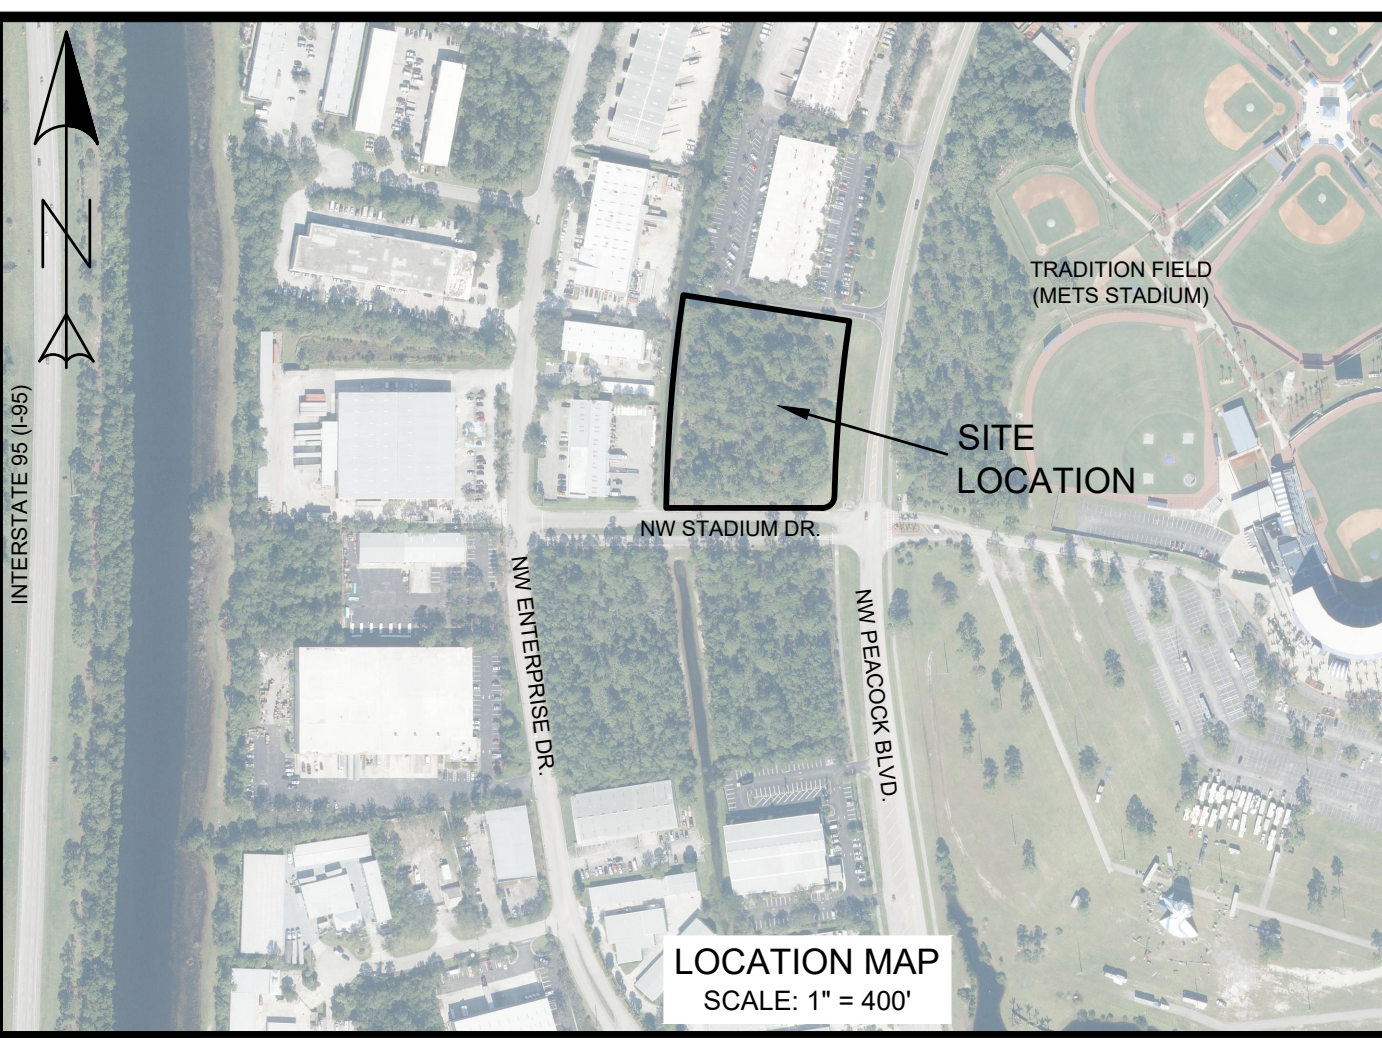 N
INTERSTATE 95 (I-95)
TRADITION FIELD
(METS STADIUM)
SITE
LOCATION
NW STADIUM DR.
NW ENTERPRISE DR.
NW PEACOCK BLVD.
LOCATION MAP
SCALE: 1" = 400'